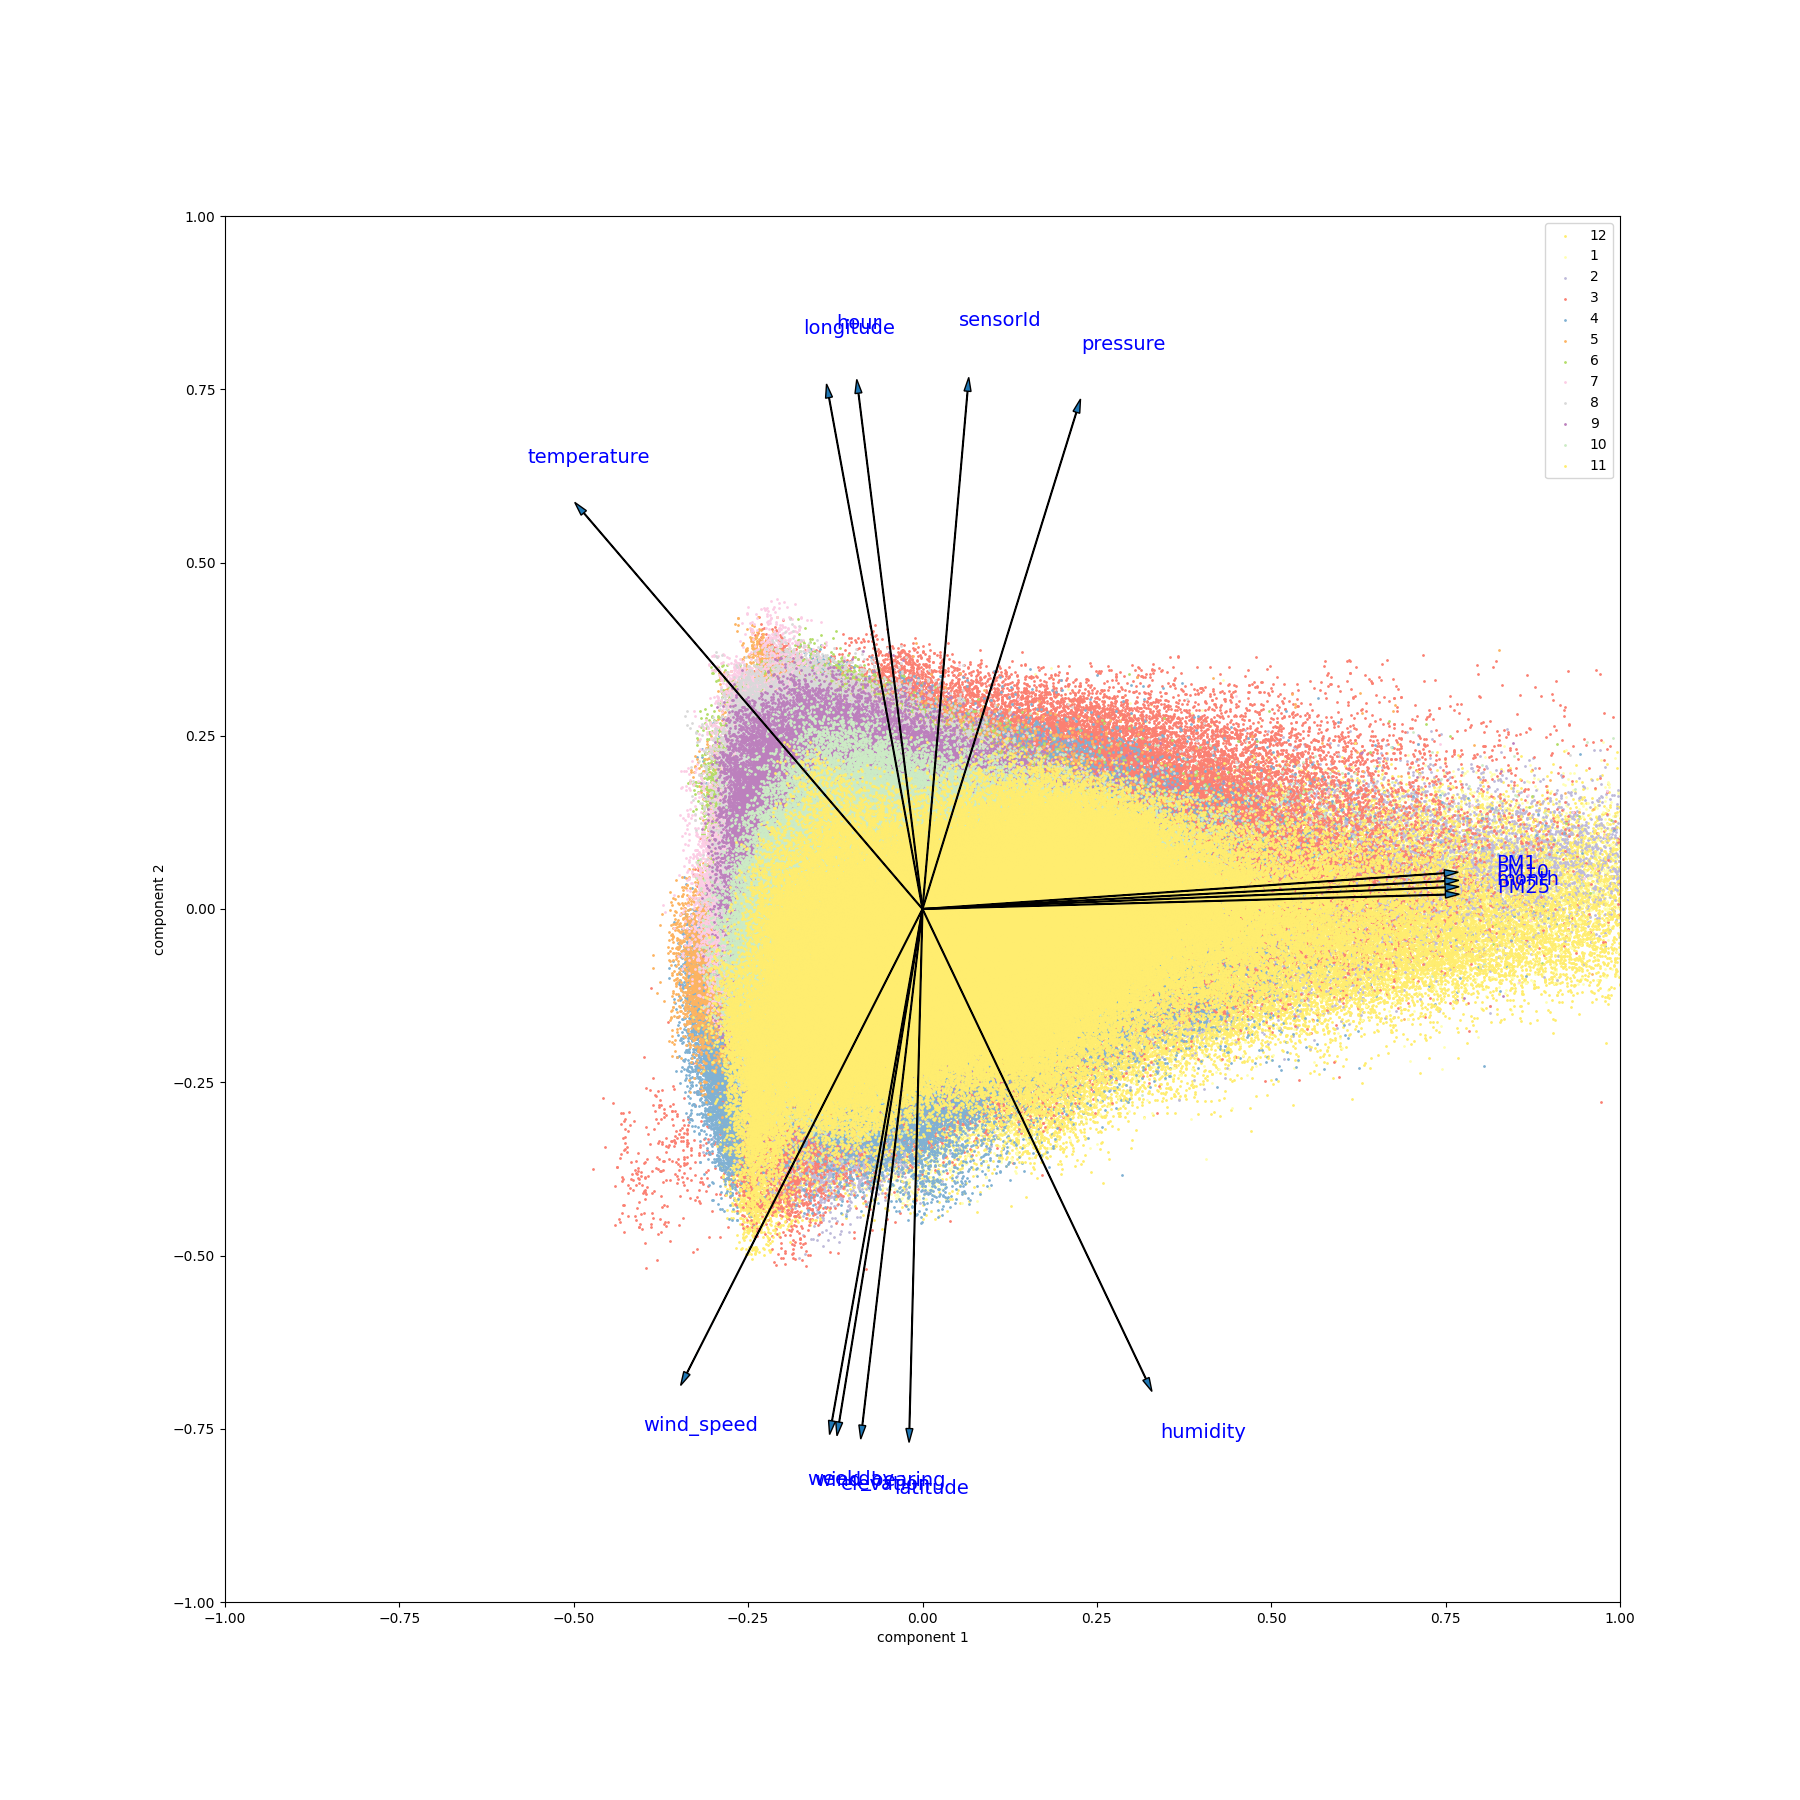 1.00
0.75
0.50
0.25
0.00
−0.25
−0.50
−0.75
−1.00
component 2
12
1
2
3
4
5
6
7
8
9
10
11
hour
longitude
sensorId
pressure
temperature
PM1
PM10
month
PM25
wind_speed
humidity
weekday
wind_bearing
elevation
latitude
−1.00 −0.75 −0.50 −0.25 0.00 0.25 0.50 0.75 1.00
component 1